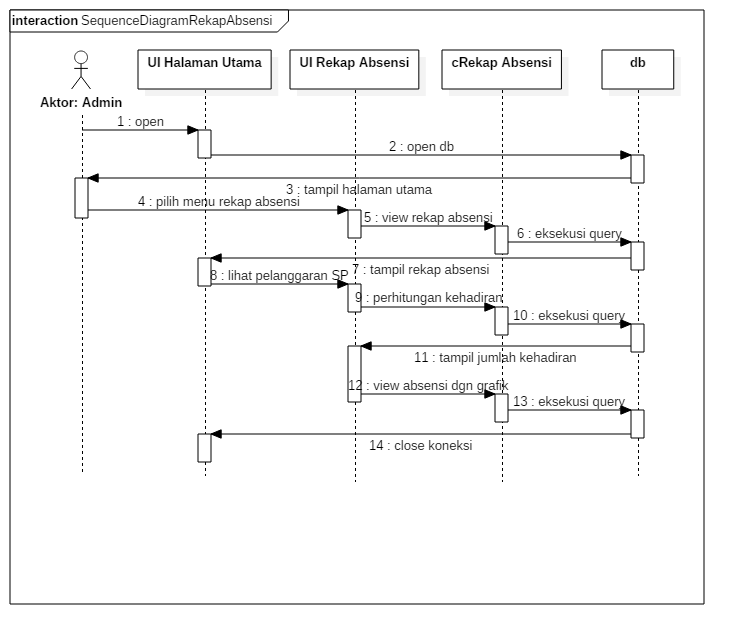 interaction SequenceDiagramRekapAbsensi
UI Halaman Utama
UI Rekap Absensi
cRekap Absensi
db
Aktor: Admin
1 : open
2 : open db
3 : tampil halaman utama
4 : pilih menu rekap absensi
5 : view rekap absensi
6 : eksekusi query
7 : tampil rekap absensi
8 : lihat pelanggaran SP
9 : perhitungan kehadiran
10 : eksekusi query
11 : tampil jumlah kehadiran
12 : view absensi dgn grafik
13 : eksekusi query
14 : close koneksi